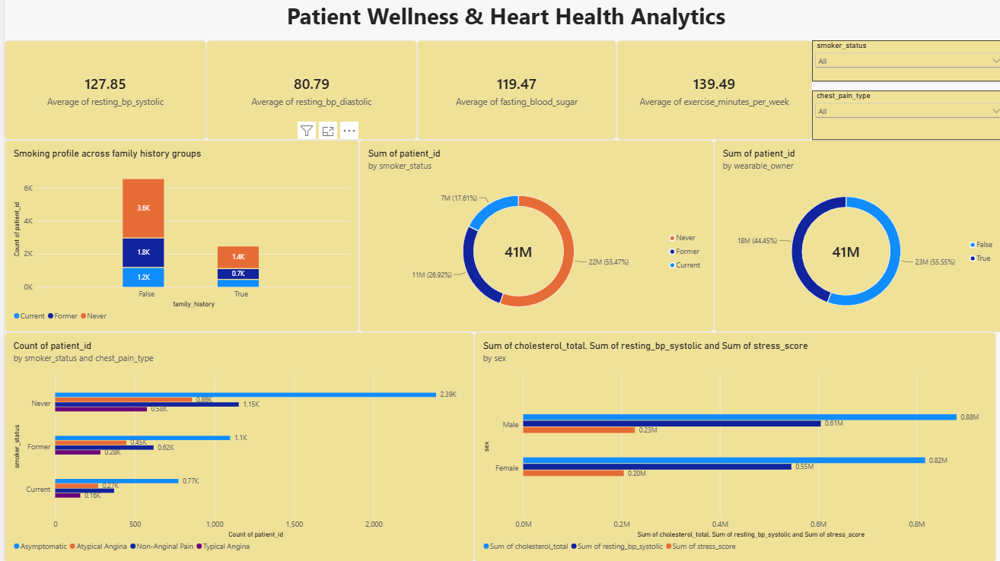 Patient Wellness & Heart Health Analytics
127.85
Average of resting_bp_systolic
80.79
Average of resting_bp_diastolic
119.47
Average of fasting_blood_sugar
139.49
Average of exercise_minutes_per_week
smoker_status
All
chest_pain_type
All
Smoking profile across family history groups
Count of patient_id
6K
4K
2K
0K
3.6K
1.8K
1.2K
1.4K
0.7K
False
True
family_history
Current Former Never
Sum of patient_id
by smoker_status
7M (17.61%)
11M (26.92%)
22M (55.47%)
41M
Never
Former
Current
Sum of patient_id
by wearable_owner
18M (44.45%)
23M (55.55%)
41M
False
True
Count of patient_id
by smoker_status and chest_pain_type
smoker_status
Never
2.39K
0.86K
1.15K
0.58K
Former
1.1K
0.45K
0.62K
0.28K
Current
0.77K
0.27K
0.16K
0 500 1,000 1,500 2,000
Count of patient_id
Asymptomatic Atypical Angina Non-Anginal Pain Typical Angina
Sum of cholesterol_total, Sum of resting_bp_systolic and Sum of stress_score
by sex
sex
Male
0.88M
0.61M
0.23M
Female
0.82M
0.55M
0.20M
0.0M 0.2M 0.4M 0.6M 0.8M
Sum of cholesterol_total, Sum of resting_bp_systolic and Sum of stress_score
Sum of cholesterol_total Sum of resting_bp_systolic Sum of stress_score